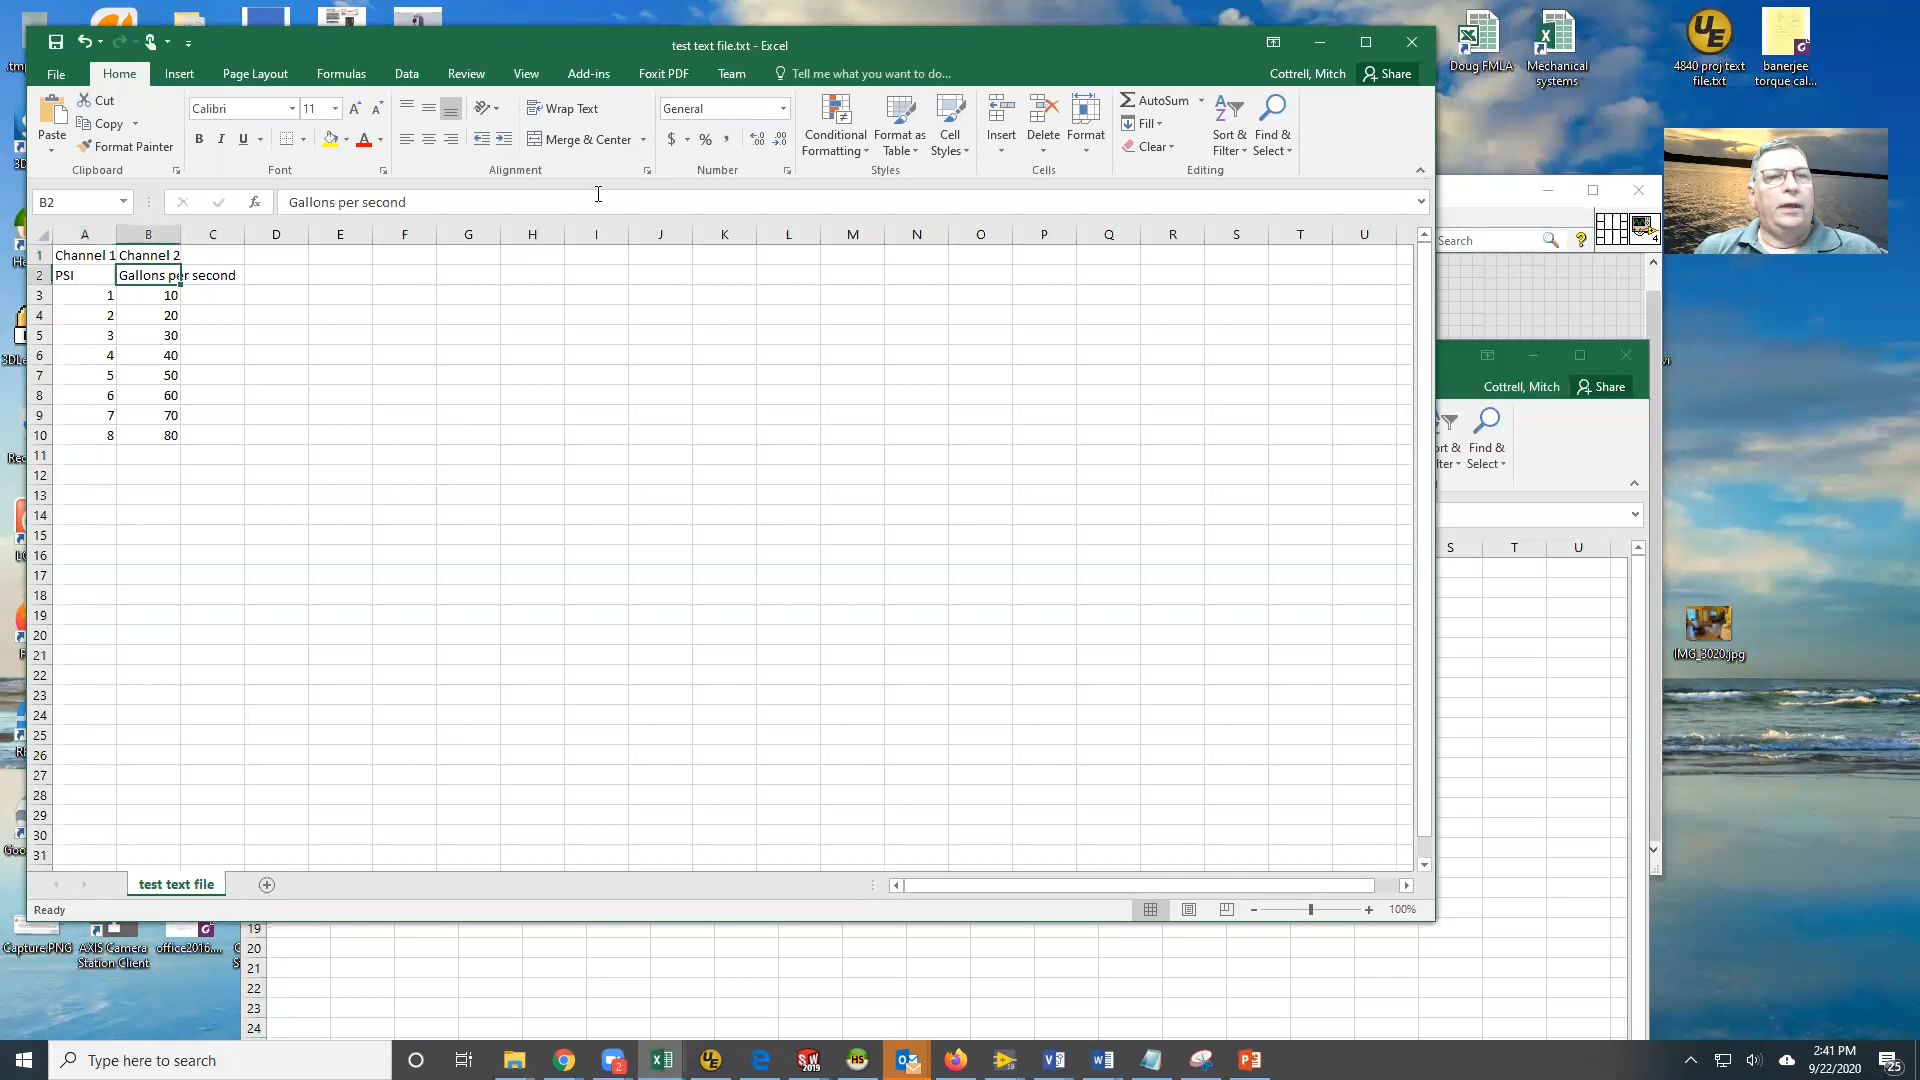 test text file.txt - Excel
File
Home
Insert
Page Layout
Formulas
Data
Review
View
Add-ins
Foxit PDF
Team
Tell me what you want to do...
Cottrell, Mitch
Share
Paste
Cut
Copy
Format Painter
Clipboard
Calibri
11
B I U
Font
Wrap Text
Merge & Center
Alignment
General
$ % ,
Number
Conditional Formatting
Format as Table
Cell Styles
Styles
Insert
Delete
Format
Cells
AutoSum
Fill
Clear
Sort & Filter
Find & Select
Editing
B2
fx
Gallons per second
A B C D E F G H I J K L M N O P Q R S T U
1 Channel 1 Channel 2
2 PSI Gallons per second
3 1 10
4 2 20
5 3 30
6 4 40
7 5 50
8 6 60
9 7 70
10 8 80
11
12
13
14
15
16
17
18
19
20
21
22
23
24
25
26
27
28
29
30
31
test text file
Ready
100%
Doug FMLA
Mechanical systems
4840 proj text file.txt
banerjee torque cal...
Search
Cottrell, Mitch
Share
Find & Select
S T U
IMG_3020.jpg
19
20
21
22
23
24
Capture.PNG
AXIS Camera Station Client
office2016....
Type here to search
2:41 PM
9/22/2020
25